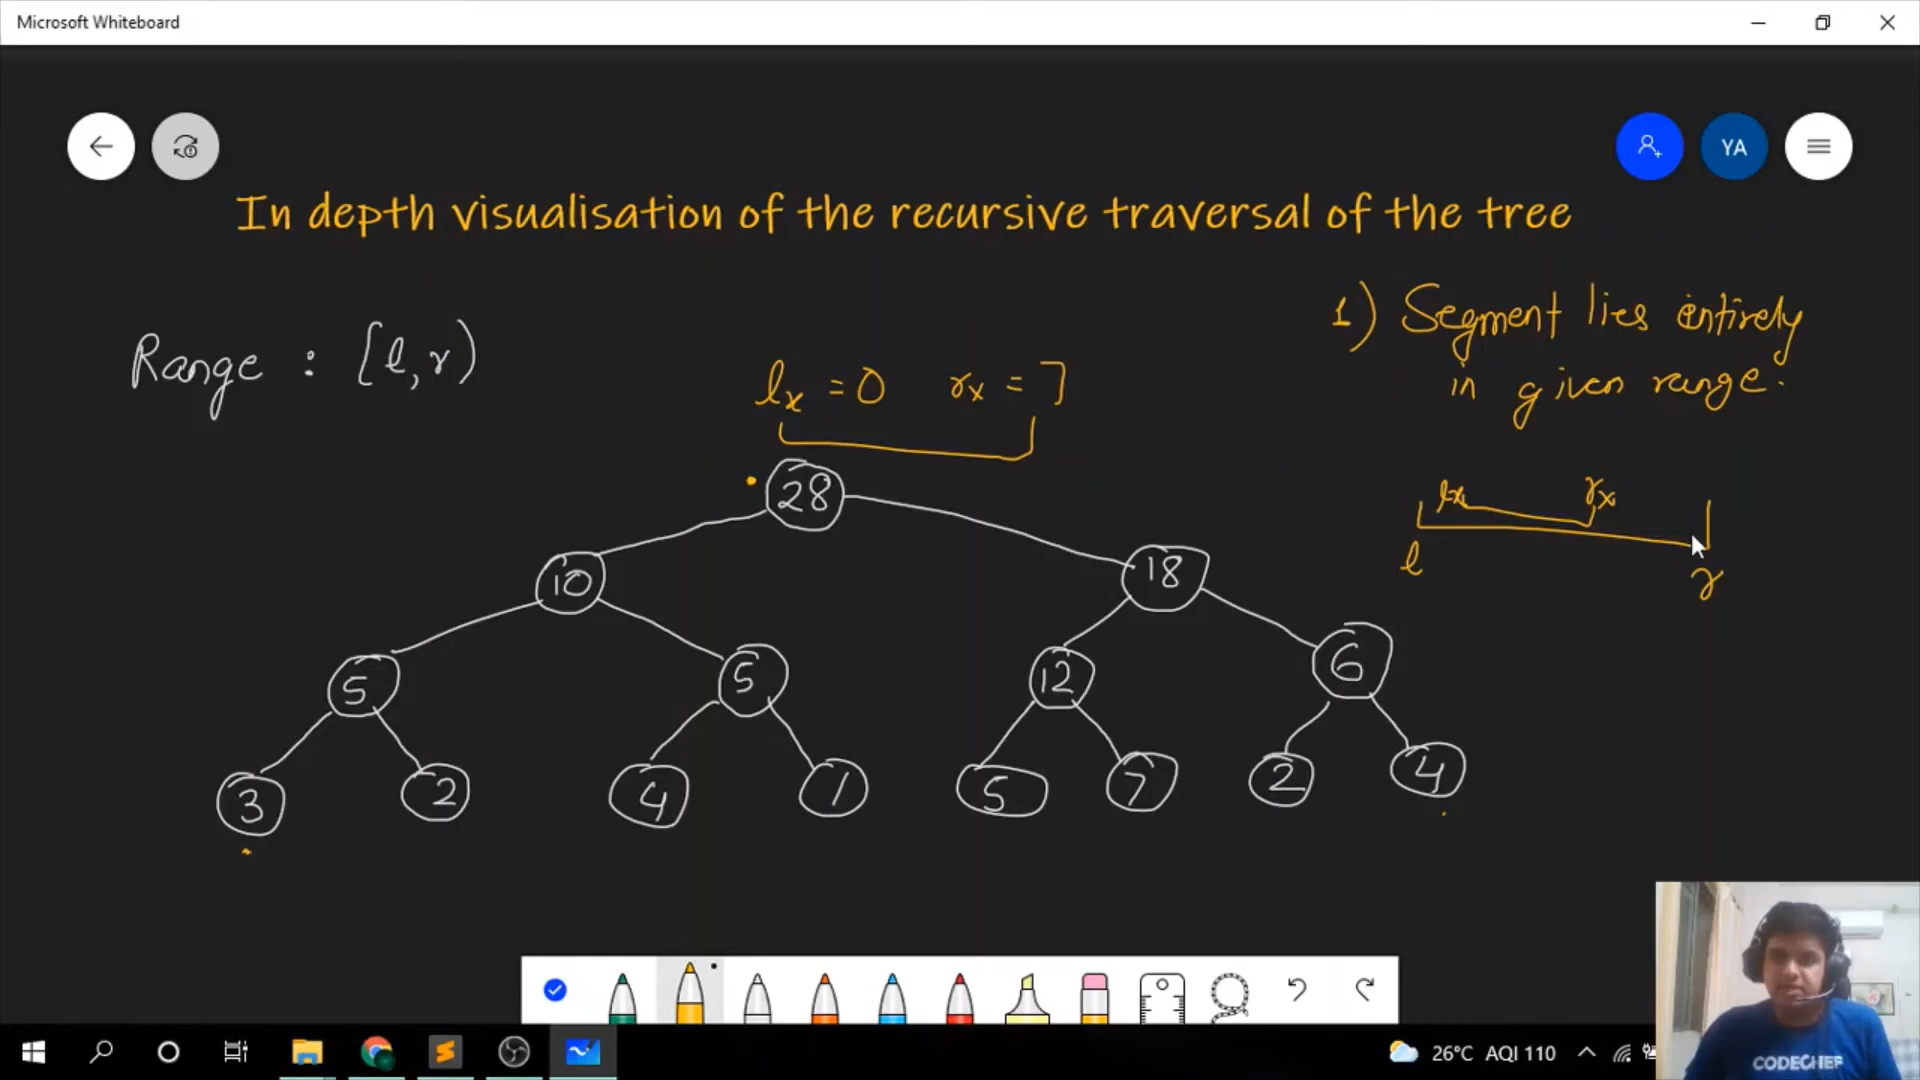 Microsoft Whiteboard
YA
In depth visualisation of the recursive traversal of the tree
Range : [l,r)
lx = 0 rx = 7
1) Segment lies entirely
in given range.
lx rx
l r
28
10 18
5 5 12 6
3 2 4 1 5 7 2 4
CODECHEF
26°C AQI 110